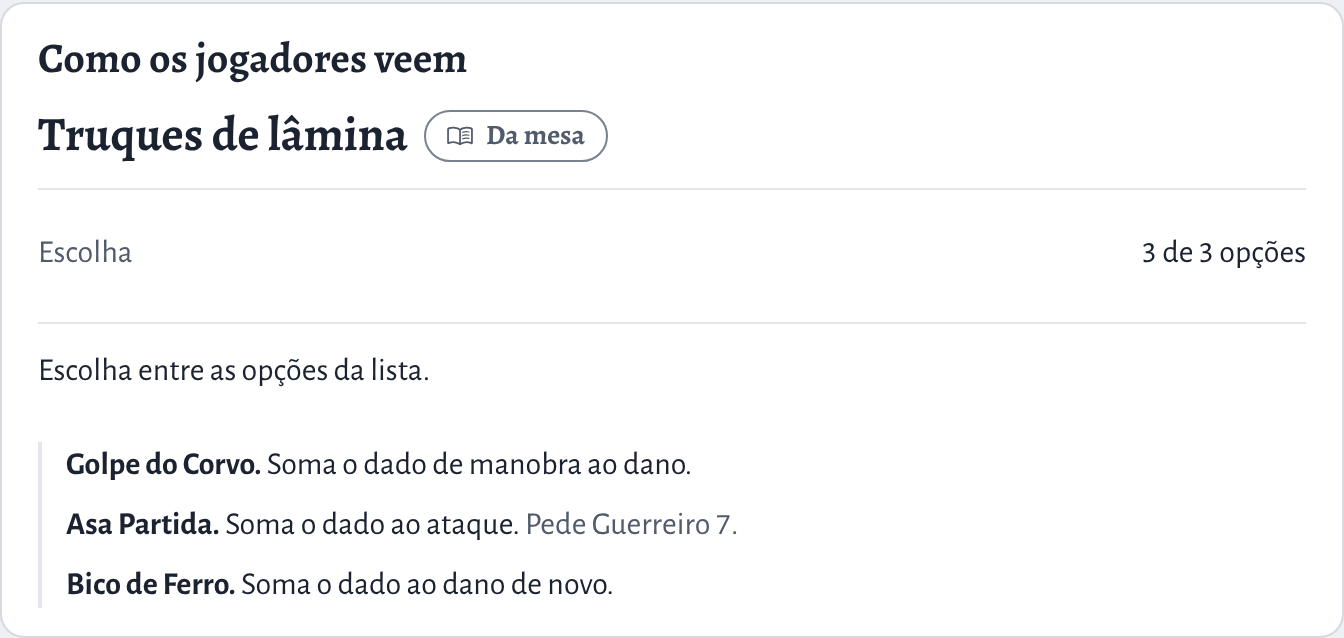 Como os jogadores veem
Truques de lâmina Da mesa
Escolha 3 de 3 opções
Escolha entre as opções da lista.
Golpe do Corvo. Soma o dado de manobra ao dano.
Asa Partida. Soma o dado ao ataque. Pede Guerreiro 7.
Bico de Ferro. Soma o dado ao dano de novo.